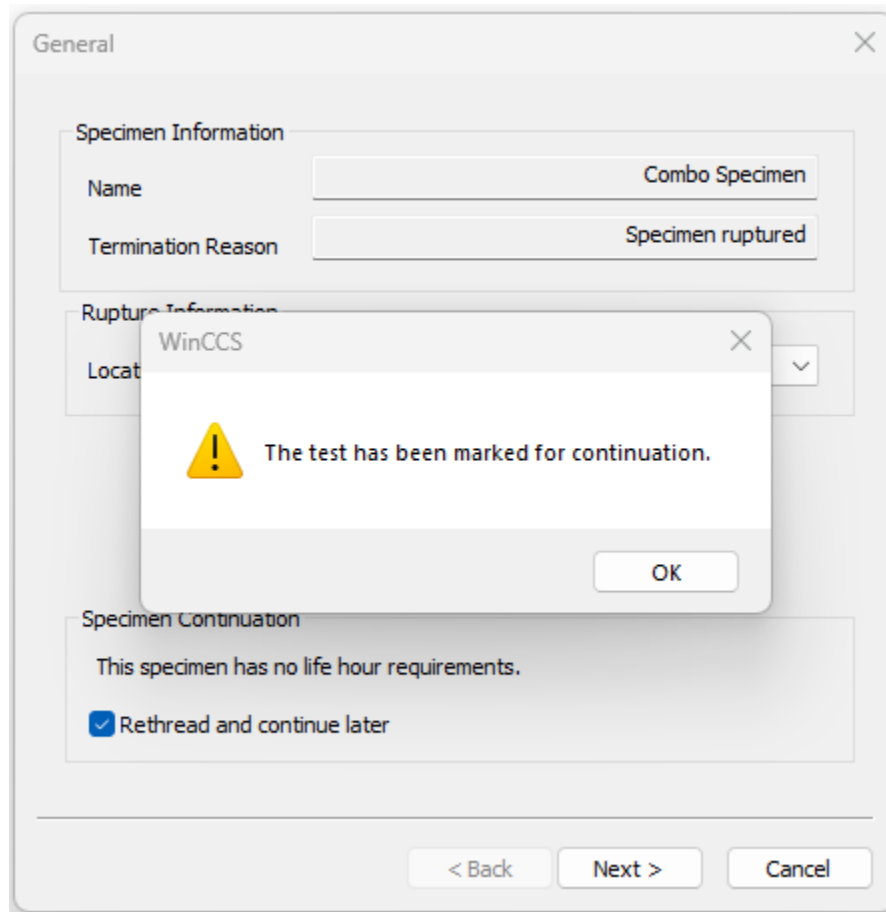 General
Specimen Information
Name
Combo Specimen
Termination Reason
Specimen ruptured
WinCCS
The test has been marked for continuation.
OK
Specimen Continuation
This specimen has no life hour requirements.
Rethread and continue later
< Back
Next >
Cancel